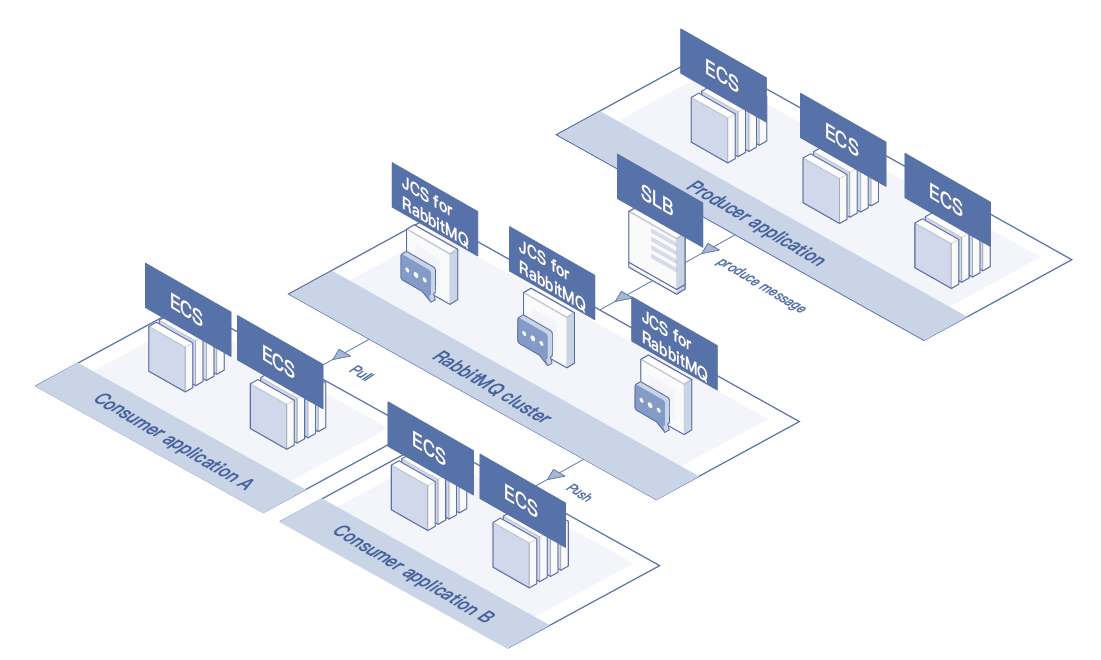 ECS
ECS
ECS
Producer application
SLB
produce message
JCS for
RabbitMQ
JCS for
RabbitMQ
JCS for
RabbitMQ
RabbitMQ cluster
ECS
ECS
Pull
Consumer application A
ECS
ECS
Push
Consumer application B